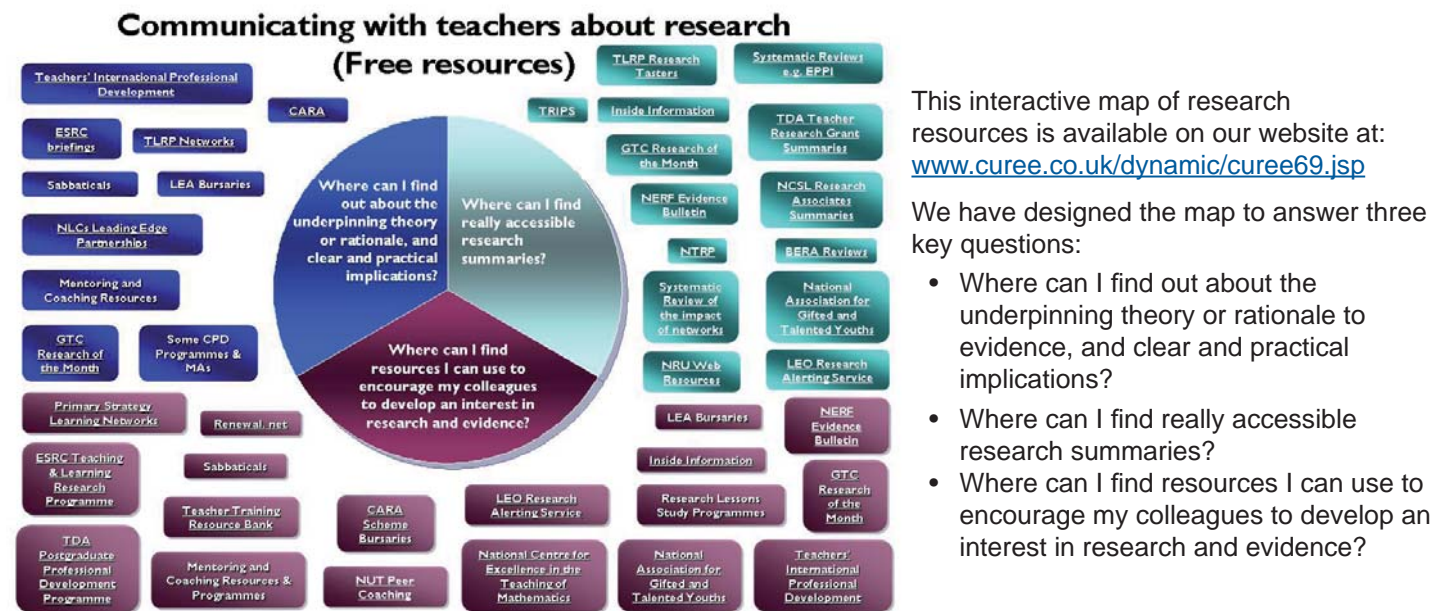 Communicating with teachers about research
(Free resources)
Teachers' International Professional
Development
CARA
ESRC
briefings
TLRP Networks
Sabbaticals
LEA Bursaries
NLCs Leading Edge
Partnerships
Mentoring and
Coaching Resources
GTC
Research of
the Month
Some CPD
Programmes &
MAs
Where can I find
out about the
underpinning theory
or rationale, and
clear and practical
implications?
Where can I find
really accessible
research
summaries?
Where can I find
resources I can use to
encourage my colleagues
to develop an interest in
research and evidence?
TLRP Research
Tasters
Systematic Reviews
e.g. EPPI
TRIPS
Inside Information
TDA Teacher
Research Grant
Summaries
GTC Research of
the Month
NERF Evidence
Bulletin
NCSL Research
Associates
Summaries
NTRP
BERA Reviews
Systematic
Review of
the impact
of networks
National
Association for
Gifted and
Talented Youths
NRU Web
Resources
LEO Research
Alerting Service
Primary Strategy
Learning Networks
Renewal.net
ESRC Teaching
& Learning
Research
Programme
Sabbaticals
Teacher Training
Resource Bank
CARA
Scheme
Bursaries
LEO Research
Alerting Service
LEA Bursaries
NERF
Evidence
Bulletin
Inside Information
Research Lessons
Study Programmes
GTC
Research
of the
Month
TDA
Postgraduate
Professional
Development
Programme
Mentoring and
Coaching Resources &
Programmes
NUT Peer
Coaching
National Centre for
Excellence in the
Teaching of
Mathematics
National
Association for
Gifted and
Talented Youths
Teachers'
International
Professional
Development
This interactive map of research
resources is available on our website at:
www.curee.co.uk/dynamic/curee69.jsp
We have designed the map to answer three
key questions:
• Where can I find out about the
underpinning theory or rationale to
evidence, and clear and practical
implications?
• Where can I find really accessible
research summaries?
• Where can I find resources I can use to
encourage my colleagues to develop an
interest in research and evidence?